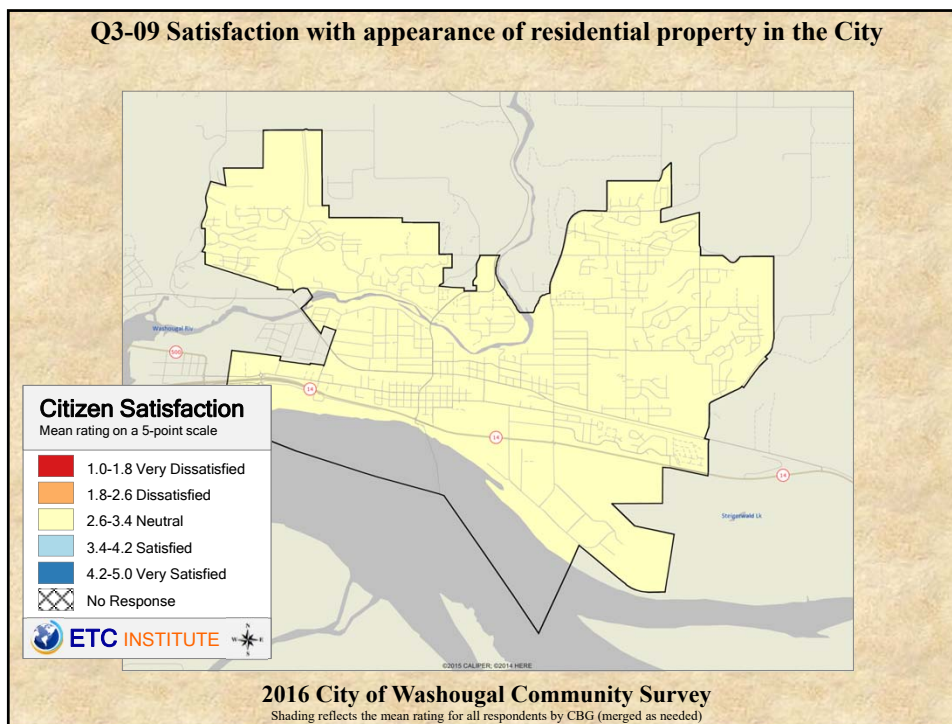 Q3-09 Satisfaction with appearance of residential property in the City
Washougal Riv
500
14
14
14
Steigerwald Lk
Citizen Satisfaction
Mean rating on a 5-point scale
1.0-1.8 Very Dissatisfied
1.8-2.6 Dissatisfied
2.6-3.4 Neutral
3.4-4.2 Satisfied
4.2-5.0 Very Satisfied
No Response
ETC INSTITUTE
N
W E
S
©2015 CALIPER; ©2014 HERE
2016 City of Washougal Community Survey
Shading reflects the mean rating for all respondents by CBG (merged as needed)